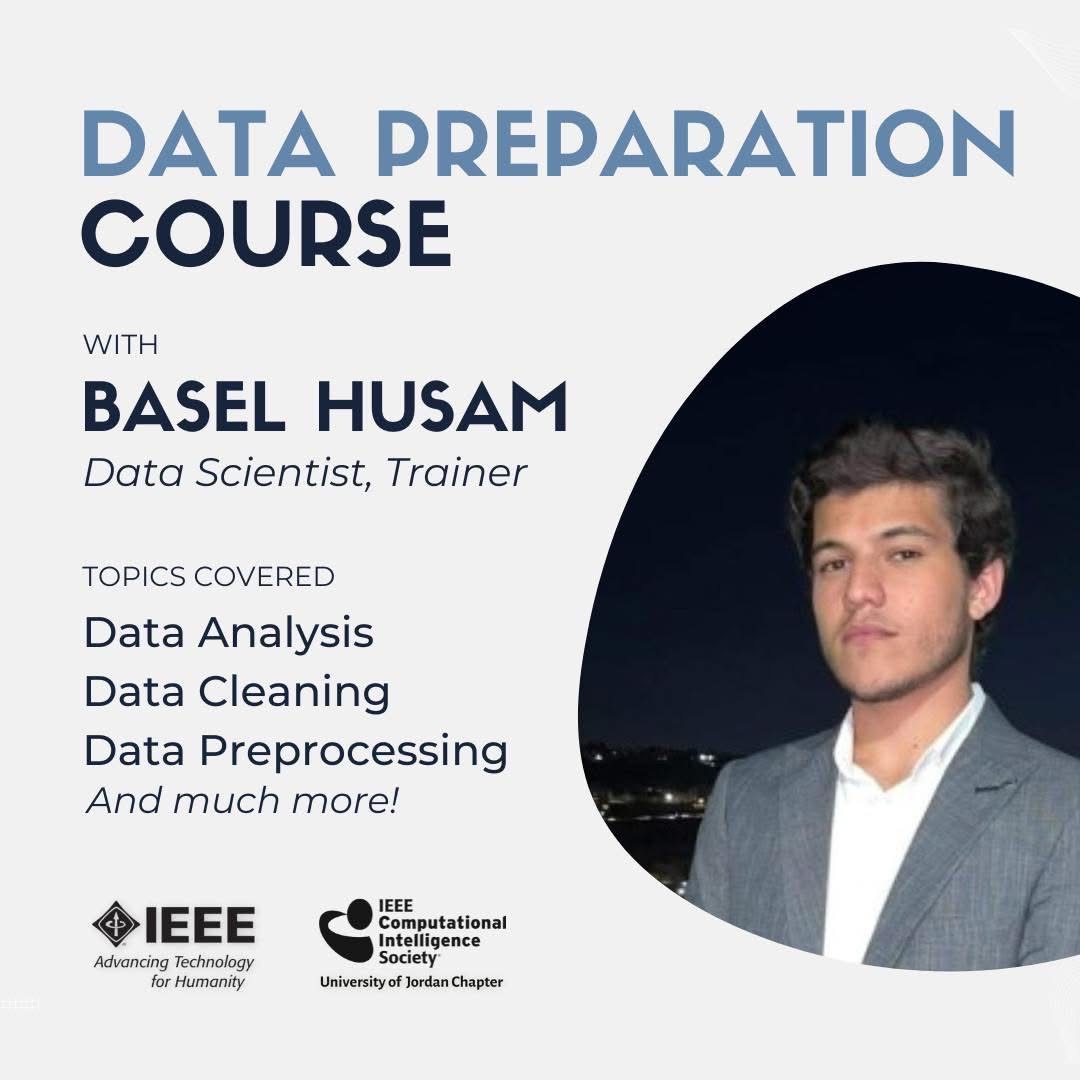 DATA PREPARATION
COURSE
WITH
BASEL HUSAM
Data Scientist, Trainer
TOPICS COVERED
Data Analysis
Data Cleaning
Data Preprocessing
And much more!
IEEE
Advancing Technology
for Humanity
IEEE
Computational
Intelligence
Society
University of Jordan Chapter